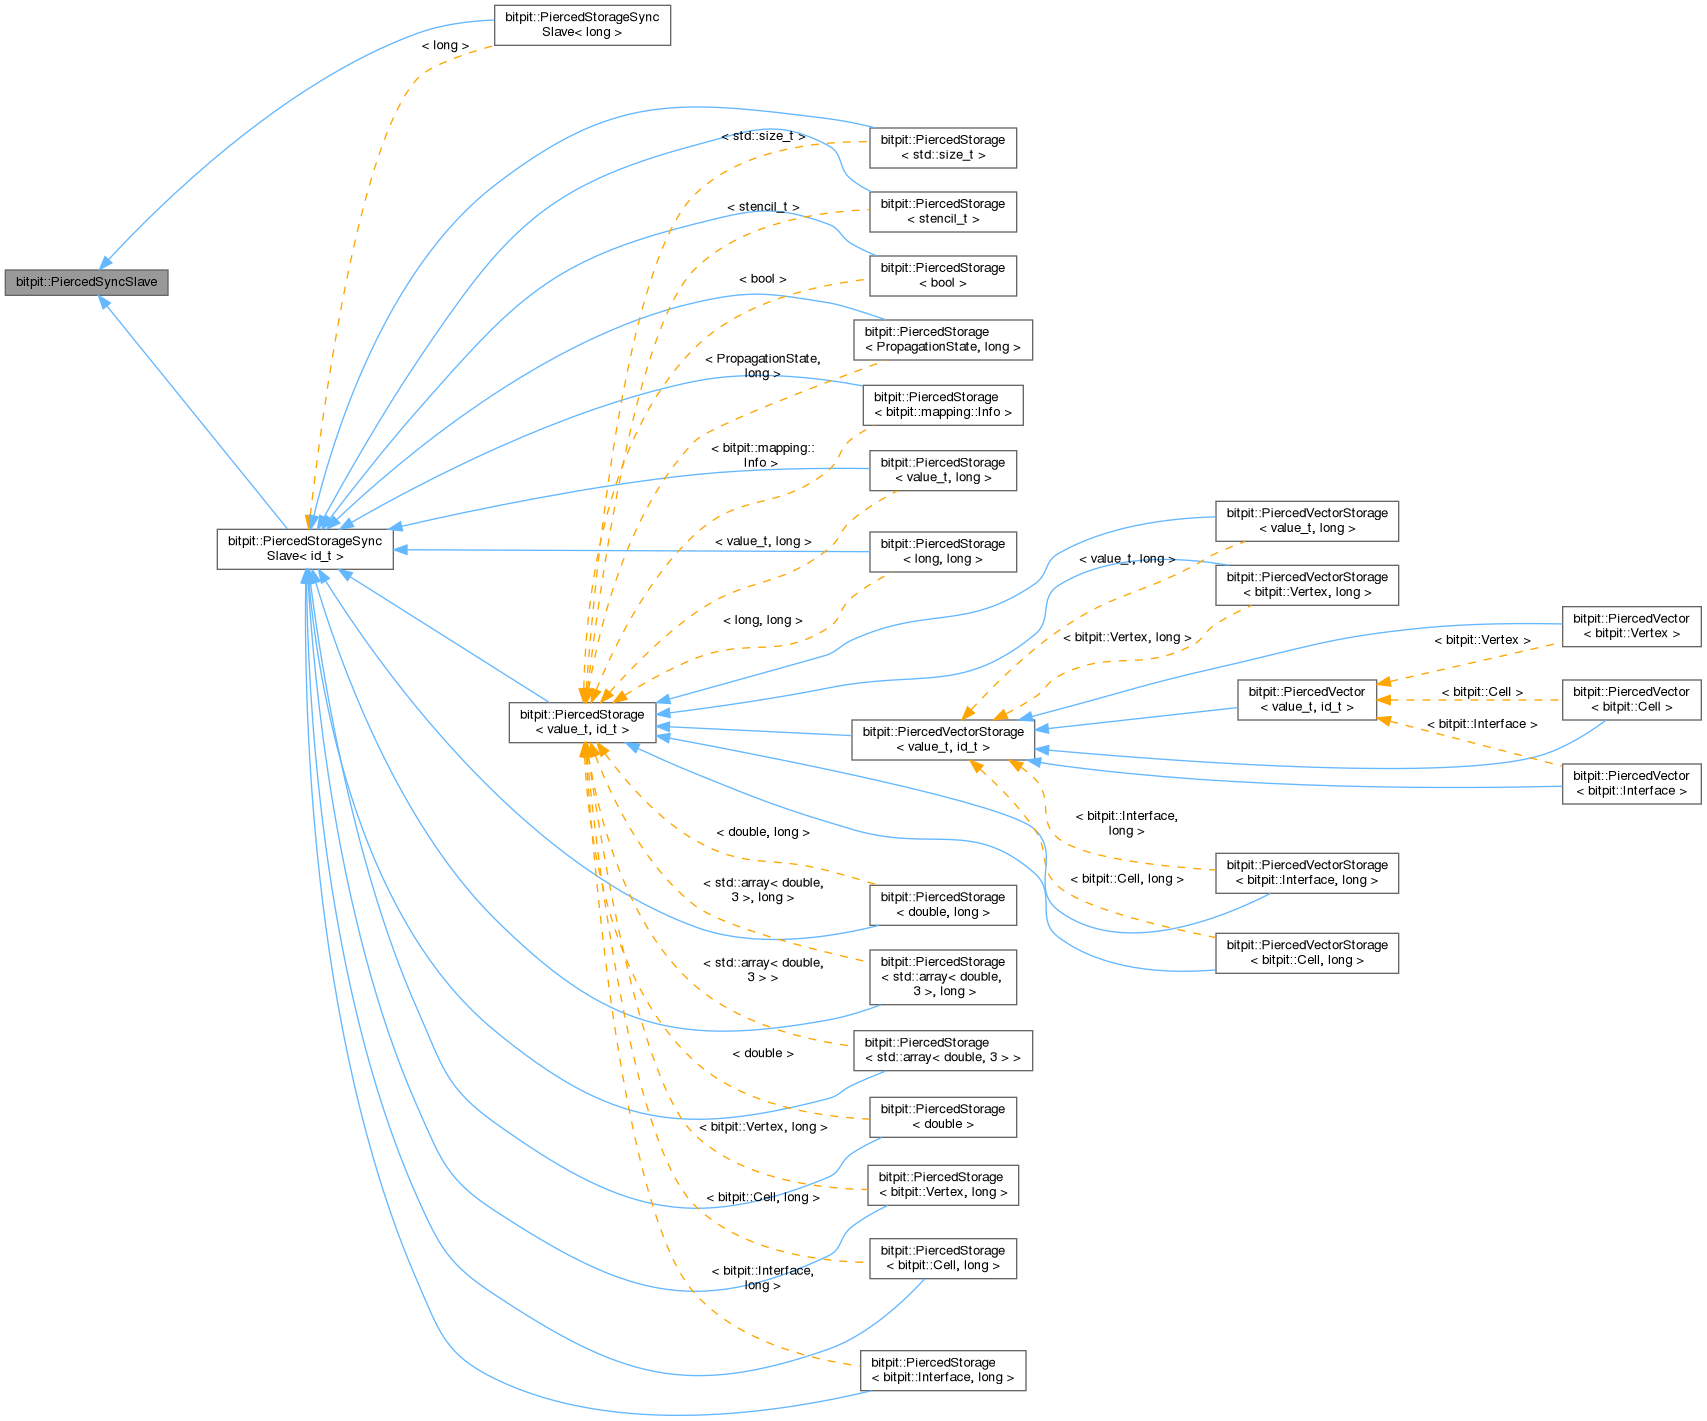 bitpit::PiercedStorageSync
Slave< long >
< long >
bitpit::PiercedStorage
< std::size_t >
< std::size_t >
bitpit::PiercedStorage
< stencil_t >
< stencil_t >
bitpit::PiercedStorage
< bool >
< bool >
bitpit::PiercedSyncSlave
bitpit::PiercedStorage
< PropagationState, long >
< PropagationState,
long >
bitpit::PiercedStorage
< bitpit::mapping::Info >
< bitpit::mapping::
Info >
bitpit::PiercedStorage
< value_t, long >
< value_t, long >
bitpit::PiercedStorageSync
Slave< id_t >
bitpit::PiercedStorage
< long, long >
< long, long >
bitpit::PiercedVectorStorage
< value_t, long >
< value_t, long >
bitpit::PiercedVectorStorage
< bitpit::Vertex, long >
< bitpit::Vertex, long >
bitpit::PiercedVector
< bitpit::Vertex >
< bitpit::Vertex >
bitpit::PiercedVector
< value_t, id_t >
< bitpit::Cell >
bitpit::PiercedVector
< bitpit::Cell >
< bitpit::Interface >
bitpit::PiercedStorage
< value_t, id_t >
bitpit::PiercedVectorStorage
< value_t, id_t >
bitpit::PiercedVector
< bitpit::Interface >
< bitpit::Interface,
long >
bitpit::PiercedVectorStorage
< bitpit::Interface, long >
< bitpit::Cell, long >
bitpit::PiercedVectorStorage
< bitpit::Cell, long >
< double, long >
bitpit::PiercedStorage
< double, long >
< std::array< double,
3 >, long >
bitpit::PiercedStorage
< std::array< double,
3 >, long >
< std::array< double,
3 > >
bitpit::PiercedStorage
< std::array< double, 3 > >
< double >
bitpit::PiercedStorage
< double >
< bitpit::Vertex, long >
bitpit::PiercedStorage
< bitpit::Vertex, long >
< bitpit::Cell, long >
bitpit::PiercedStorage
< bitpit::Cell, long >
< bitpit::Interface,
long >
bitpit::PiercedStorage
< bitpit::Interface, long >